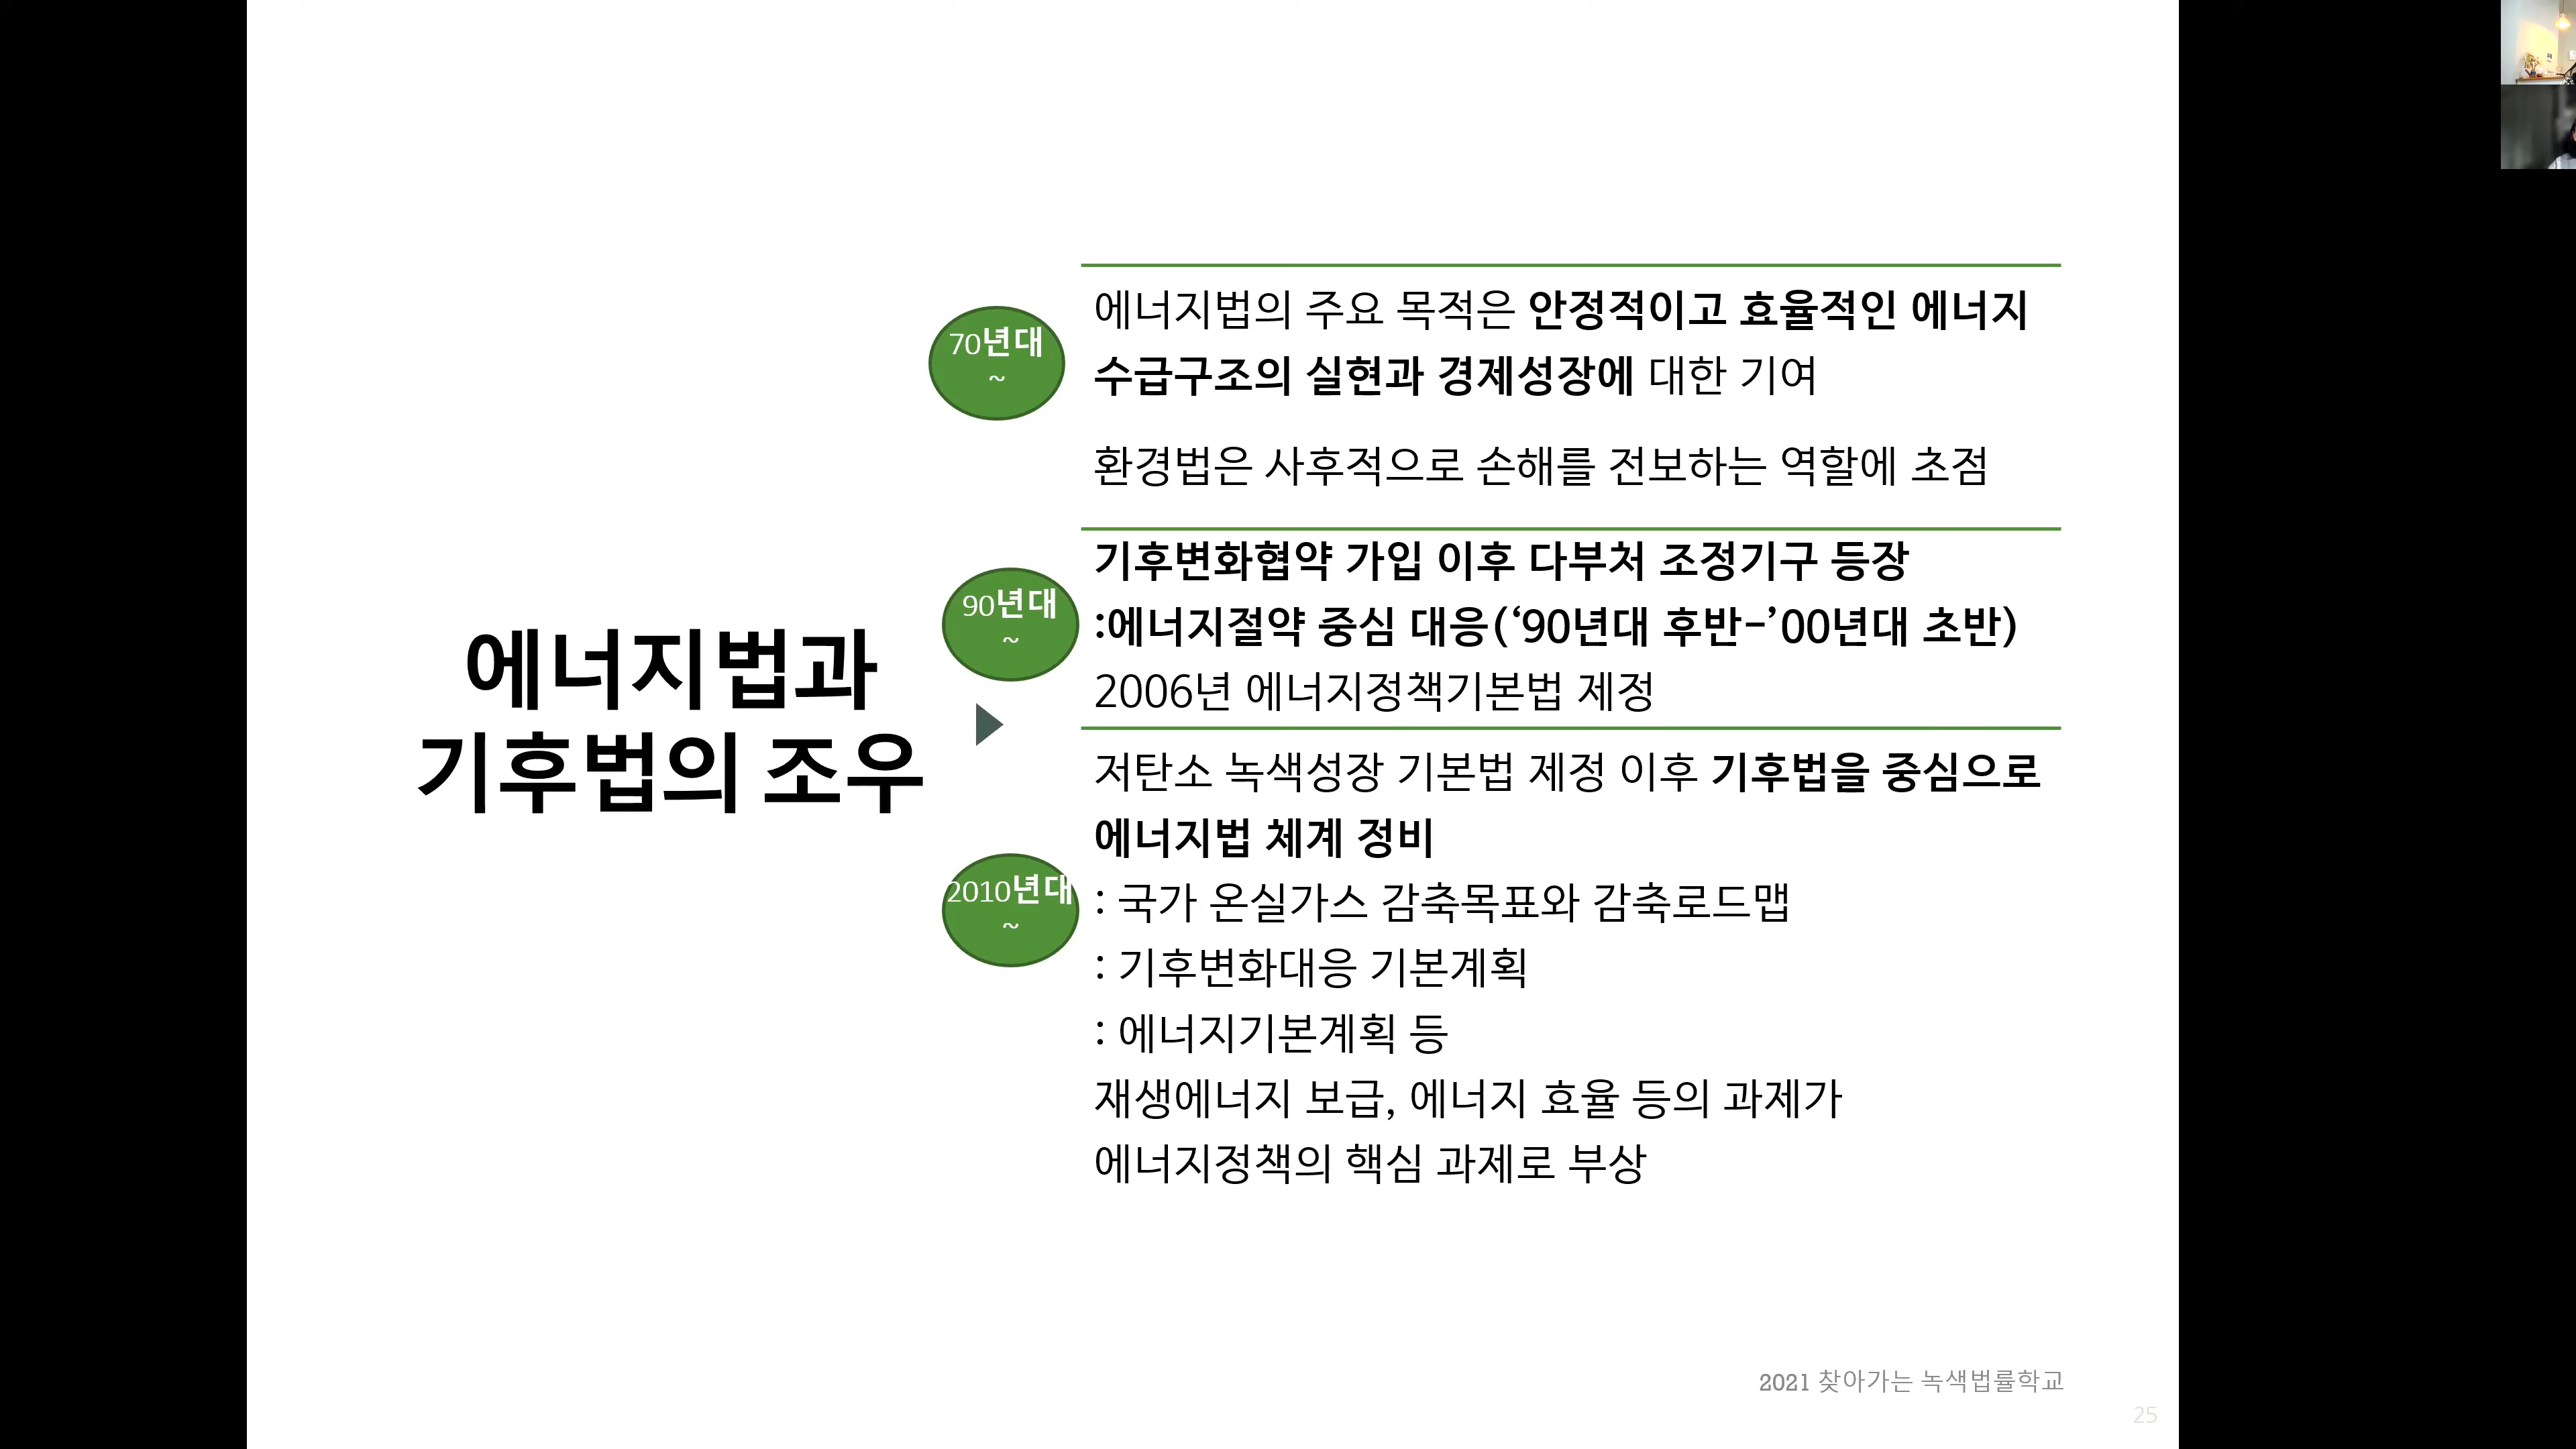 에너지법과
기후법의 조우
70년대
~
에너지법의 주요 목적은 안정적이고 효율적인 에너지
수급구조의 실현과 경제성장에 대한 기여
환경법은 사후적으로 손해를 전보하는 역할에 초점
90년대
~
기후변화협약 가입 이후 다부처 조정기구 등장
:에너지절약 중심 대응(‘90년대 후반-’00년대 초반)
2006년 에너지정책기본법 제정
2010년대
~
저탄소 녹색성장 기본법 제정 이후 기후법을 중심으로
에너지법 체계 정비
: 국가 온실가스 감축목표와 감축로드맵
: 기후변화대응 기본계획
: 에너지기본계획 등
재생에너지 보급, 에너지 효율 등의 과제가
에너지정책의 핵심 과제로 부상
2021 찾아가는 녹색법률학교
25